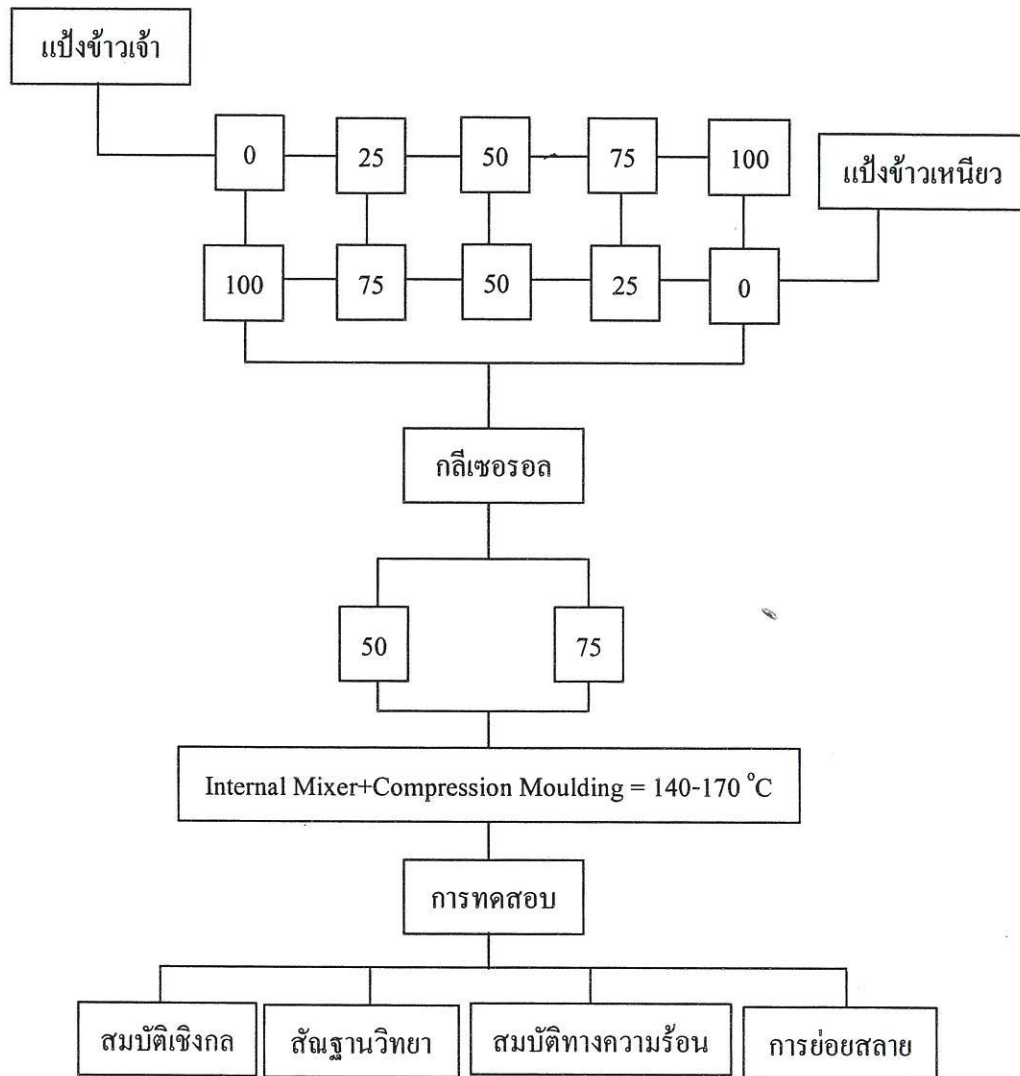 แป้งข้าวเจ้า
0 25 50 75 100
แป้งข้าวเหนียว
100 75 50 25 0
กลีเซอรอล
50 75
Internal Mixer+Compression Moulding = 140-170 °C
การทดสอบ
สมบัติเชิงกล สัณฐานวิทยา สมบัติทางความร้อน การย่อยสลาย